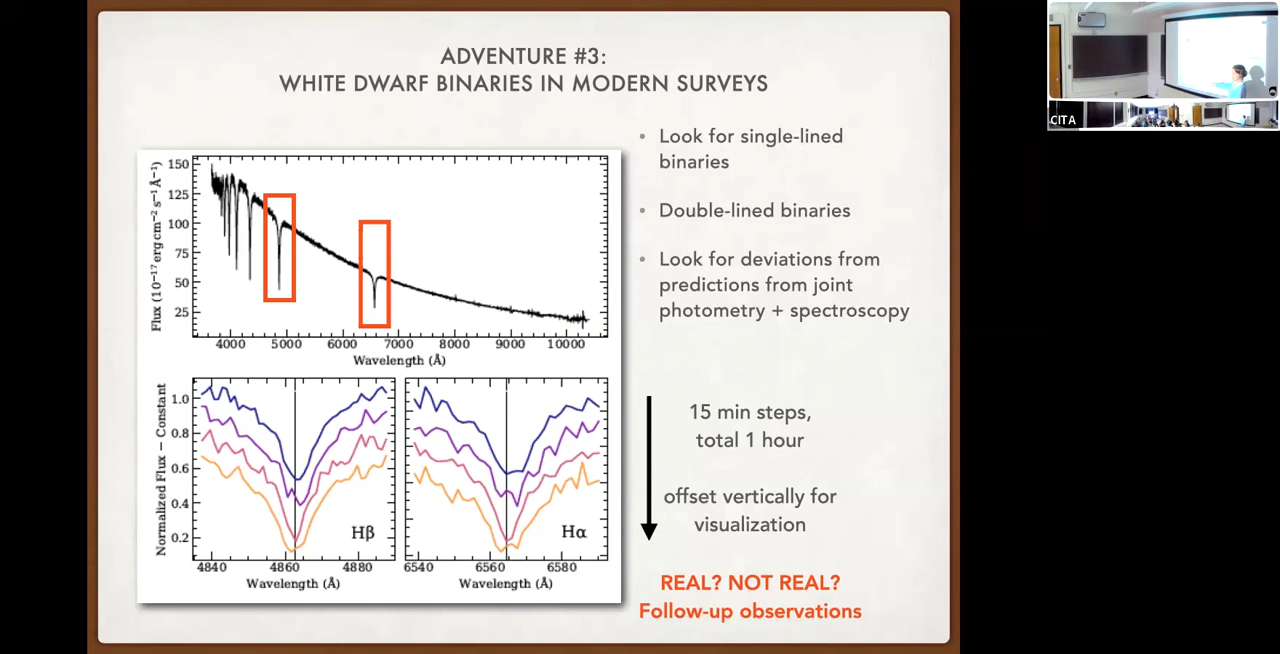 ADVENTURE #3:
WHITE DWARF BINARIES IN MODERN SURVEYS
Flux (10⁻¹⁷ erg cm⁻² s⁻¹ Å⁻¹)
150
125
100
75
50
25
4000 5000 6000 7000 8000 9000 10000
Wavelength (Å)
Normalized Flux − Constant
1.0
0.8
0.6
0.4
0.2
Hβ
4840 4860 4880
Wavelength (Å)
Hα
6540 6560 6580
Wavelength (Å)
• Look for single-lined
binaries
• Double-lined binaries
• Look for deviations from
predictions from joint
photometry + spectroscopy
15 min steps,
total 1 hour
offset vertically for
visualization
REAL? NOT REAL?
Follow-up observations
CITA